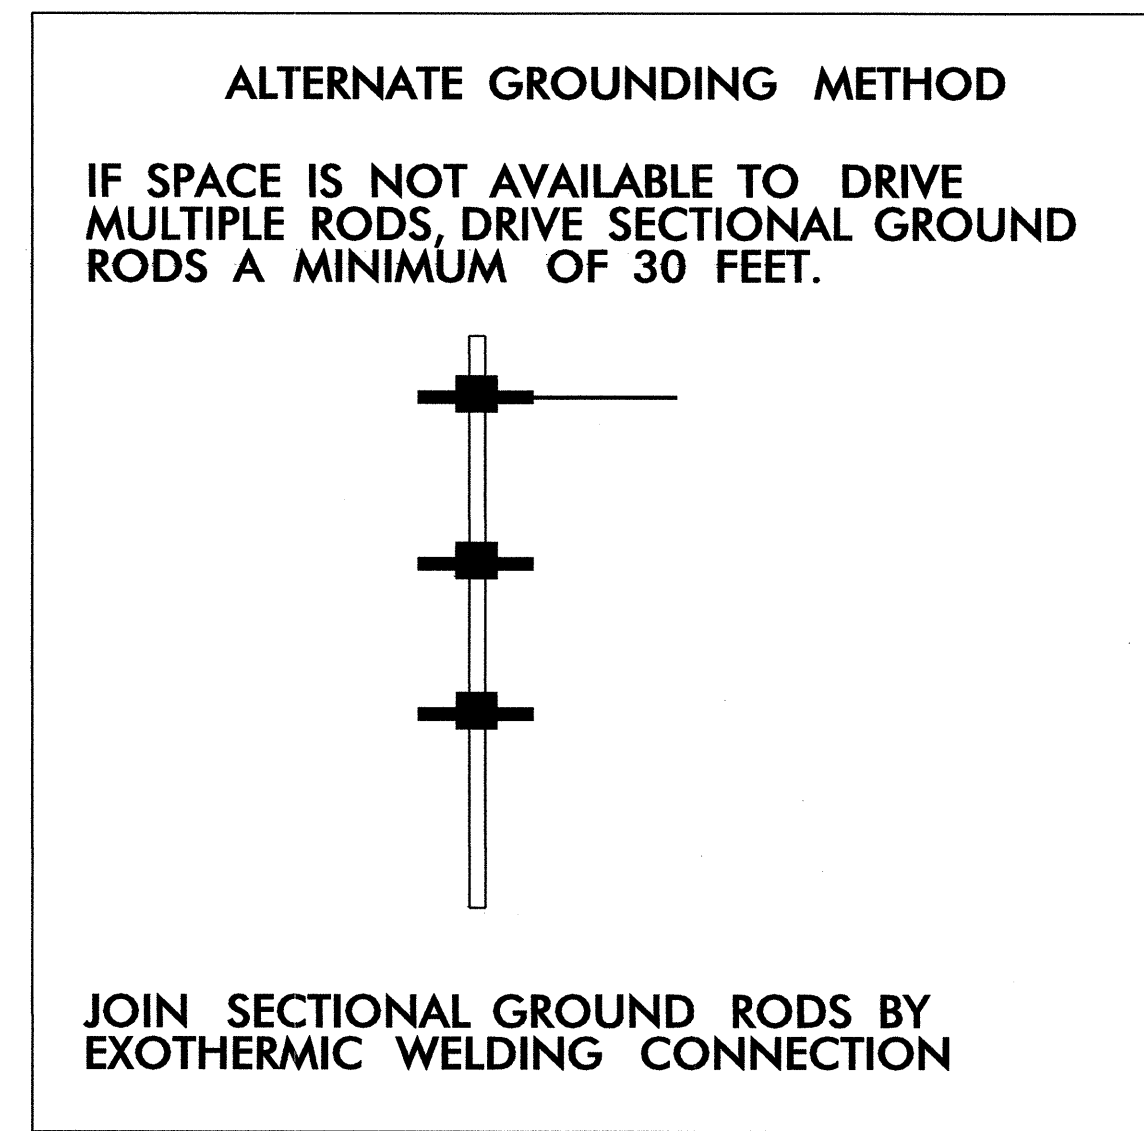 ALTERNATE GROUNDING METHOD
IF SPACE IS NOT AVAILABLE TO DRIVE
MULTIPLE RODS, DRIVE SECTIONAL GROUND
RODS A MINIMUM OF 30 FEET.
JOIN SECTIONAL GROUND RODS BY
EXOTHERMIC WELDING CONNECTION